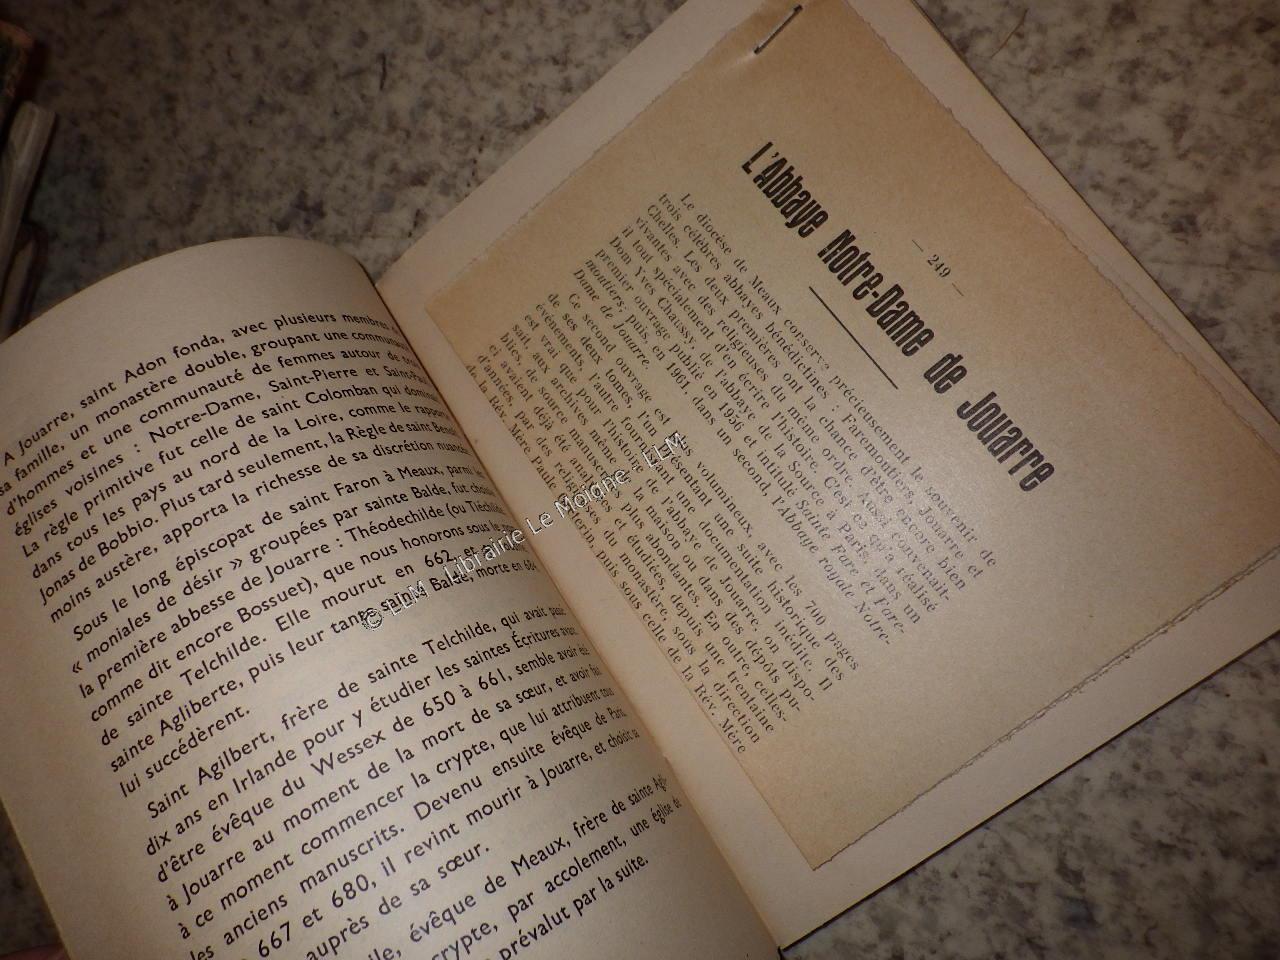 A Jouarre, saint Adon fonda, avec plusieurs membres
sa famille, un monastère double, groupant une
d'hommes et une communauté de femmes autour de
églises voisines : Notre-Dame, Saint-Pierre et
La règle primitive fut celle de saint Colomban qui
dans tous les pays au nord de la Loire, comme le
Jonas de Bobbio. Plus tard seulement, la Règle de saint
moins austère, apporta la richesse de sa discrétion
Sous le long épiscopat de saint Faron à Meaux, parmi
« moniales de désir » groupées par sainte Balde, fut
la première abbesse de Jouarre : Théodechilde (ou
comme dit encore Bossuet), que nous honorons sous le
de sainte Telchilde. Elle mourut en 662, et
sainte Agliberte, puis leur tante sainte Balde, morte en
lui succédèrent.
Saint Agilbert, frère de sainte Telchilde, qui avait
dix ans en Irlande pour y étudier les saintes Écritures
d'être évêque du Wessex de 650 à 661, semble avoir été
à Jouarre au moment de la mort de sa sœur, et avoir fait
à ce moment commencer la crypte, que lui attribuent tous
les anciens manuscrits. Devenu ensuite évêque de Paris,
667 et 680, il revint mourir à Jouarre, et choisit sa
auprès de sa sœur.
évêque de Meaux, frère de sainte
crypte, par accolement, une église de
prévalut par la suite.
— 249 —
L'Abbaye Notre-Dame de Jouarre
Le diocèse de Meaux conserve précieusement le souvenir de
trois célèbres abbayes bénédictines : Faremoutiers, Jouarre et
Chelles. Les deux premières ont la chance d'être encore bien
vivantes avec des religieuses du même ordre. Aussi convenait-
il tout spécialement d'en écrire l'histoire. C'est ce qu'a réalisé
Dom Yves Chaussy, de l'abbaye de la Source à Paris, dans un
premier ouvrage publié en 1956 et intitulé Sainte Fare et Fare-
moutiers; puis, en 1961, dans un second, l'Abbaye royale Notre-
Dame de Jouarre.
Ce second ouvrage est plus volumineux, avec les 700 pages
de ses deux tomes, l'un présentant une suite historique des
événements, l'autre fournissant une documentation inédite. Il
est vrai que pour l'histoire de l'abbaye de Jouarre, on dispo-
sait, aux archives même de la maison ou dans des dépôts pu-
blics, de source manuscrites plus abondantes. En outre, celles-
ci avaient déjà été analysées et étudiées, depuis une trentaine
d'années, par des religieuses du monastère, sous la direction
de la Rév. Mère Paule puis sous celle de la Rév. Mère
© LLM - Librairie Le Moigne - LLM